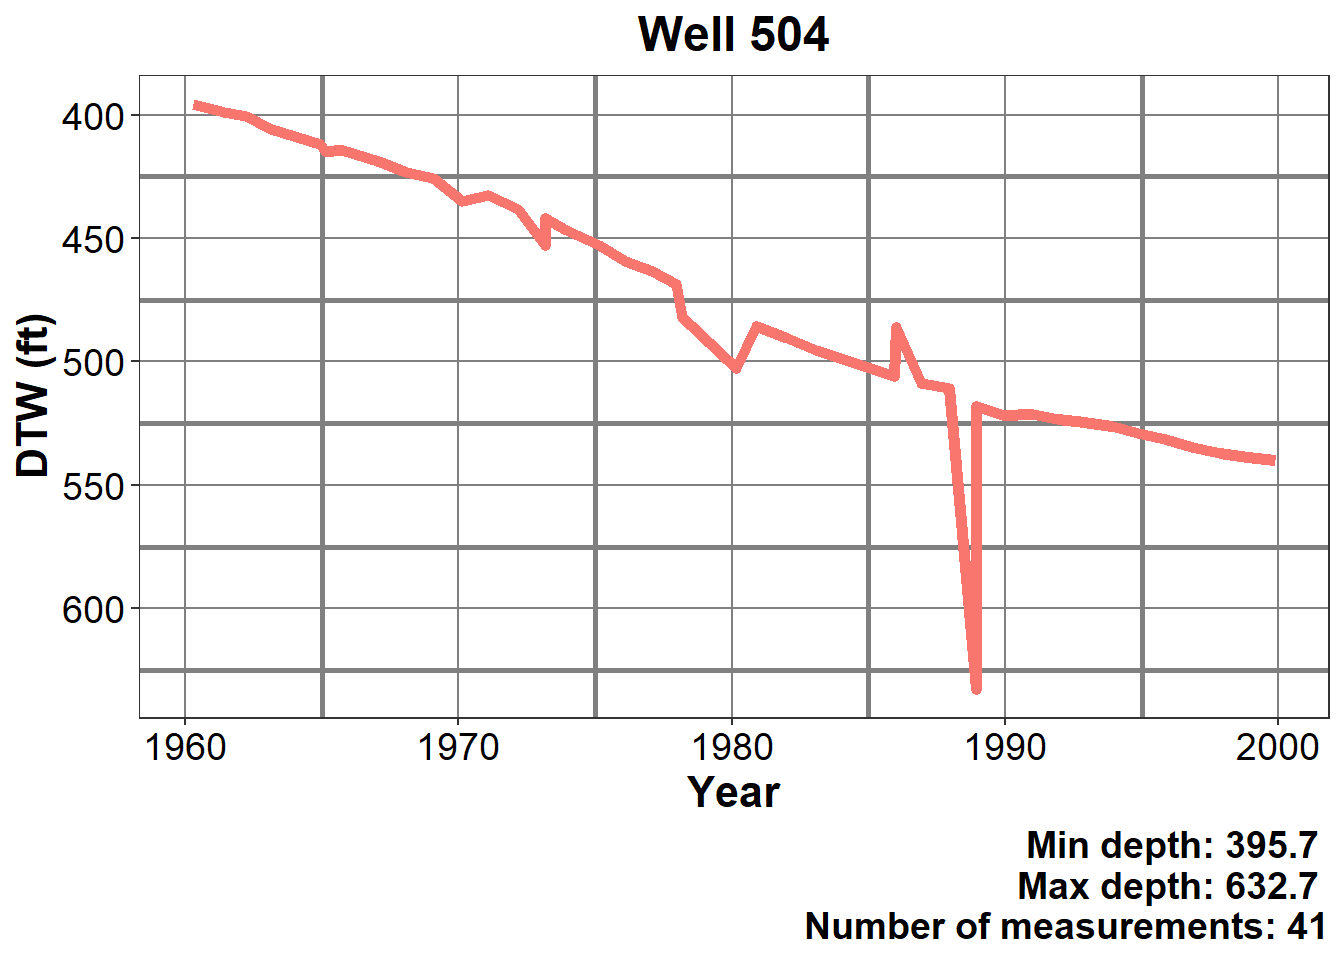 Well 504
400
450
500
550
600
DTW (ft)
1960 1970 1980 1990 2000
Year
Min depth: 395.7
Max depth: 632.7
Number of measurements: 41